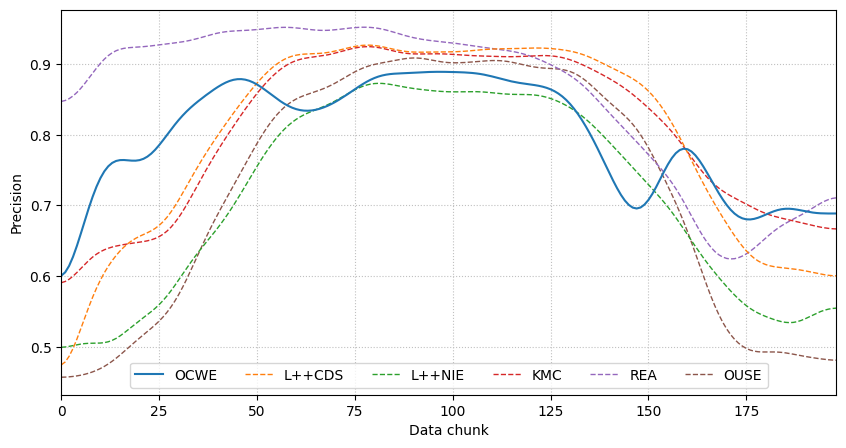 Precision
0.9
0.8
0.7
0.6
0.5
OCWE L++CDS L++NIE KMC REA OUSE
0 25 50 75 100 125 150 175
Data chunk